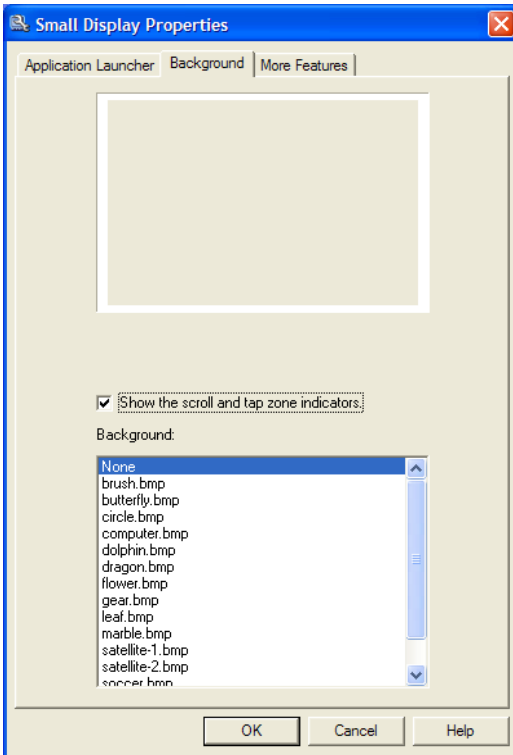 Small Display Properties
Application Launcher Background More Features
Show the scroll and tap zone indicators.
Background:
None
brush.bmp
butterfly.bmp
circle.bmp
computer.bmp
dolphin.bmp
dragon.bmp
flower.bmp
gear.bmp
leaf.bmp
marble.bmp
satellite-1.bmp
satellite-2.bmp
soccer.bmp
OK Cancel Help